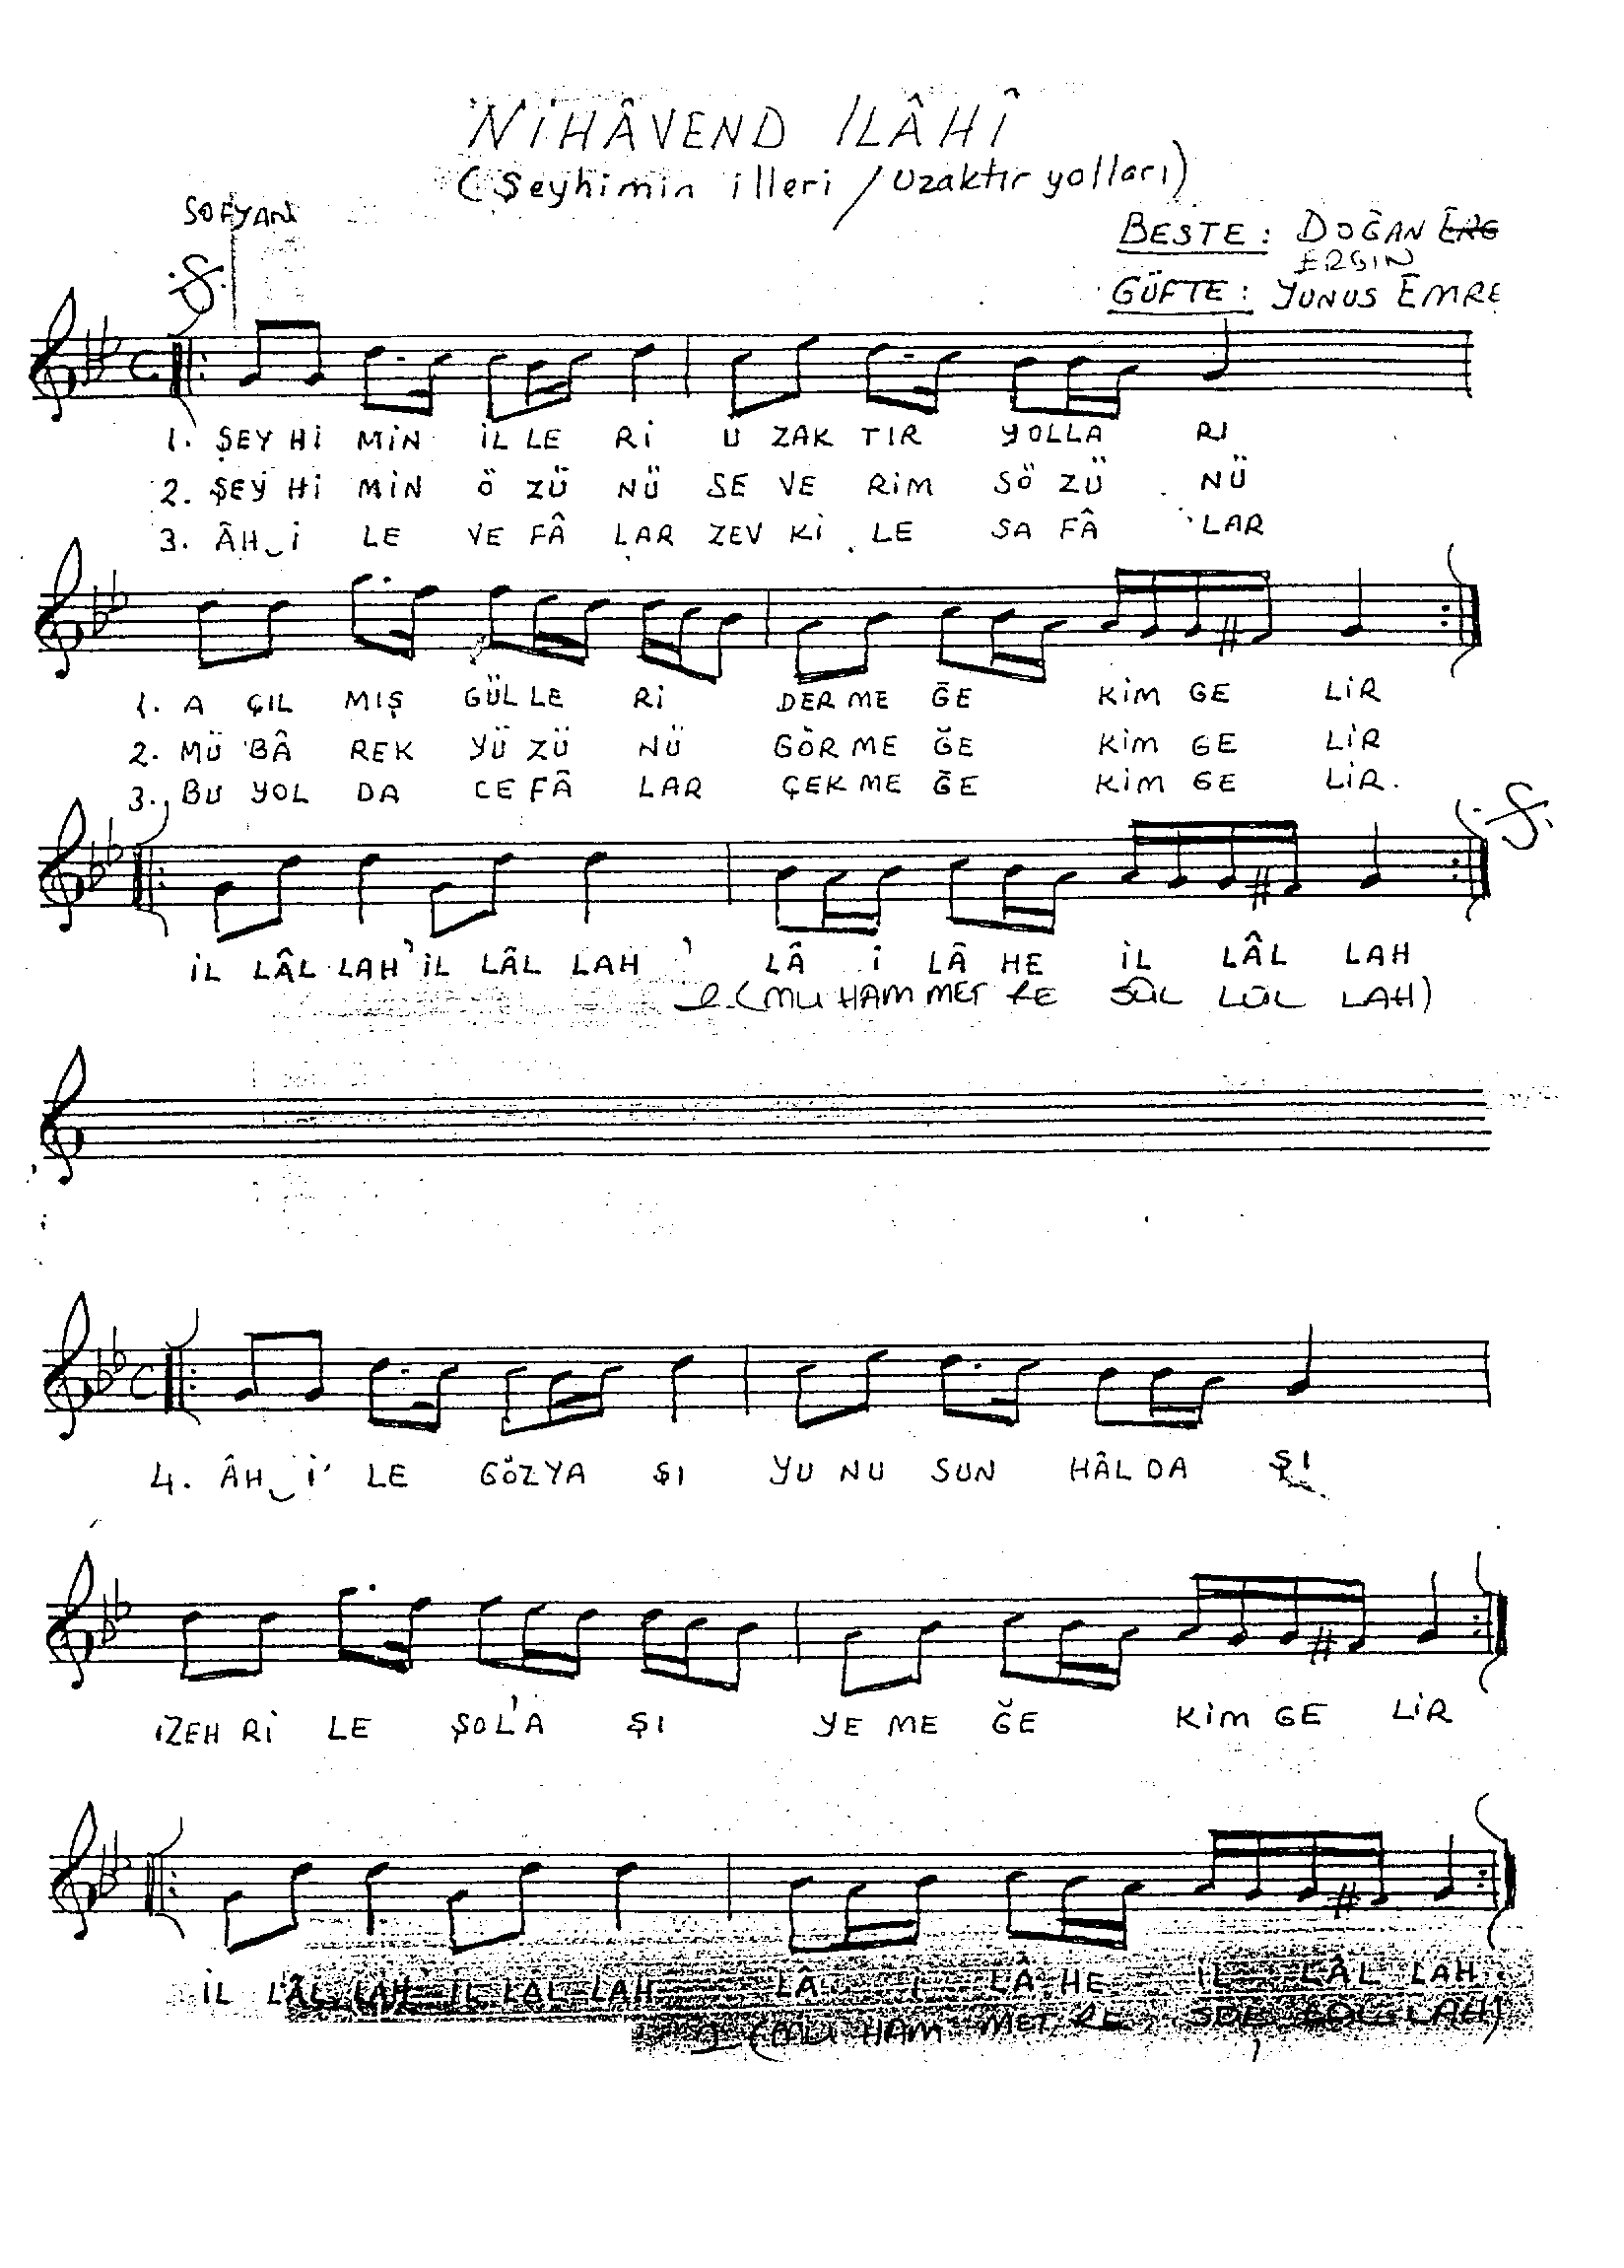 NİHÂVEND İLÂHÎ
(Şeyhimin illeri / Uzaktır yolları)
SOFYAN
BESTE: DOĞAN ERG
ERGİN
GÜFTE: YUNUS EMRE
1. ŞEY Hİ MİN İL LE Rİ U ZAK TIR YOLLA RI
2. ŞEY Hİ MİN Ö ZÜ NÜ SE VE RİM SÖ ZÜ NÜ
3. ÂH İ LE VE FÂ LAR ZEV Kİ LE SA FÂ LAR
1. A ÇIL MIŞ GÜL LE Rİ DER ME ĞE KİM GE LİR
2. MÜ BÂ REK YÜ ZÜ NÜ GÖR ME ĞE KİM GE LİR
3. BU YOL DA CE FÂ LAR ÇEK ME ĞE KİM GE LİR.
İL LÂL LAH' İL LÂL LAH ' LÂ İ LÂ HE İL LÂL LAH
2. (MU HAM MET RE SÛL LÛL LAH)
4. ÂH İ LE GÖZ YA ŞI YU NU SUN HÂL DA ŞI
ZEH Rİ LE ŞOL'A ŞI YE ME ĞE KİM GE LİR
İL LÂL LAH' İL LÂL LAH LÂ İ LÂ HE İL LÂL LAH
2 (MU HAM MET RE SÛL LÛL LAH)